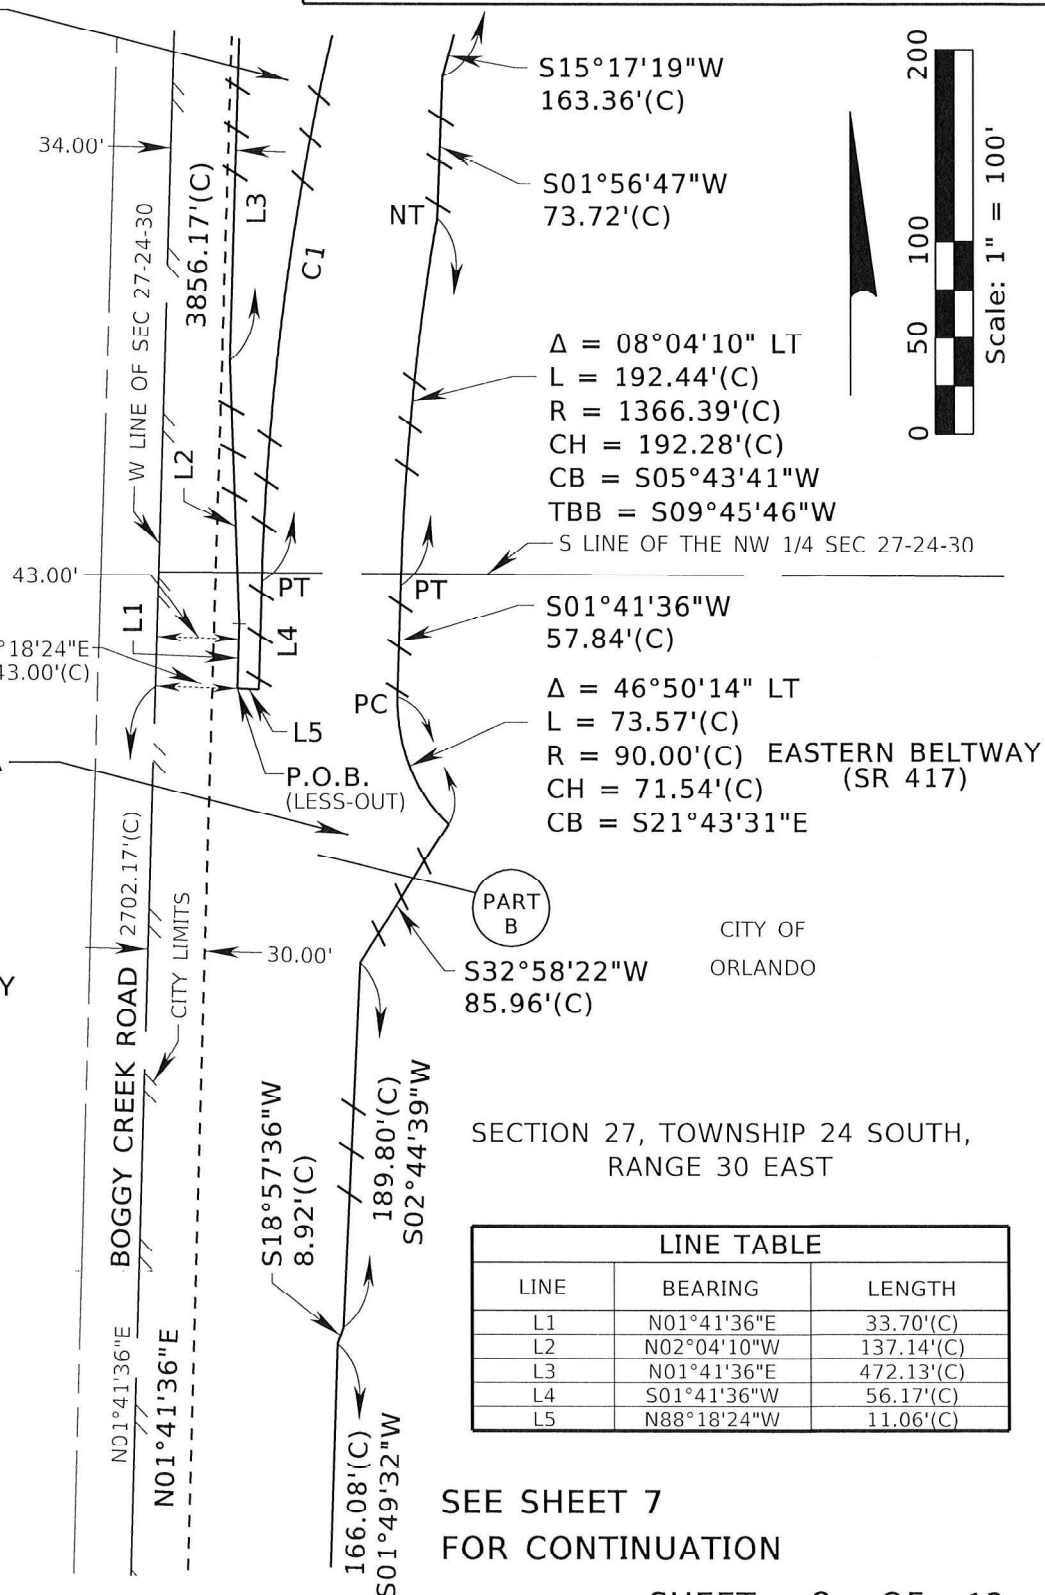 S15°17'19"W
163.36'(C)
S01°56'47"W
73.72'(C)
NT
34.00'
3856.17'(C)
L3
C1
W LINE OF SEC 27-24-30
L2
200
100
50
0
Scale: 1" = 100'
Δ = 08°04'10" LT
L = 192.44'(C)
R = 1366.39'(C)
CH = 192.28'(C)
CB = S05°43'41"W
TBB = S09°45'46"W
S LINE OF THE NW 1/4 SEC 27-24-30
43.00'
PT
PT
L1
L4
°18'24"E
43.00'(C)
S01°41'36"W
57.84'(C)
PC
L5
P.O.B.
(LESS-OUT)
Δ = 46°50'14" LT
L = 73.57'(C)
R = 90.00'(C)
CH = 71.54'(C)
CB = S21°43'31"E
EASTERN BELTWAY
(SR 417)
PART
B
CITY OF
ORLANDO
2702.17'(C)
CITY LIMITS
30.00'
Y
BOGGY CREEK ROAD
S32°58'22"W
85.96'(C)
S18°57'36"W
8.92'(C)
189.80'(C)
S02°44'39"W
SECTION 27, TOWNSHIP 24 SOUTH,
RANGE 30 EAST
LINE TABLE
LINE BEARING LENGTH
L1 N01°41'36"E 33.70'(C)
L2 N02°04'10"W 137.14'(C)
L3 N01°41'36"E 472.13'(C)
L4 S01°41'36"W 56.17'(C)
L5 N88°18'24"W 11.06'(C)
N01°41'36"E
N01°41'36"E
166.08'(C)
S01°49'32"W
SEE SHEET 7
FOR CONTINUATION
SHEET OF